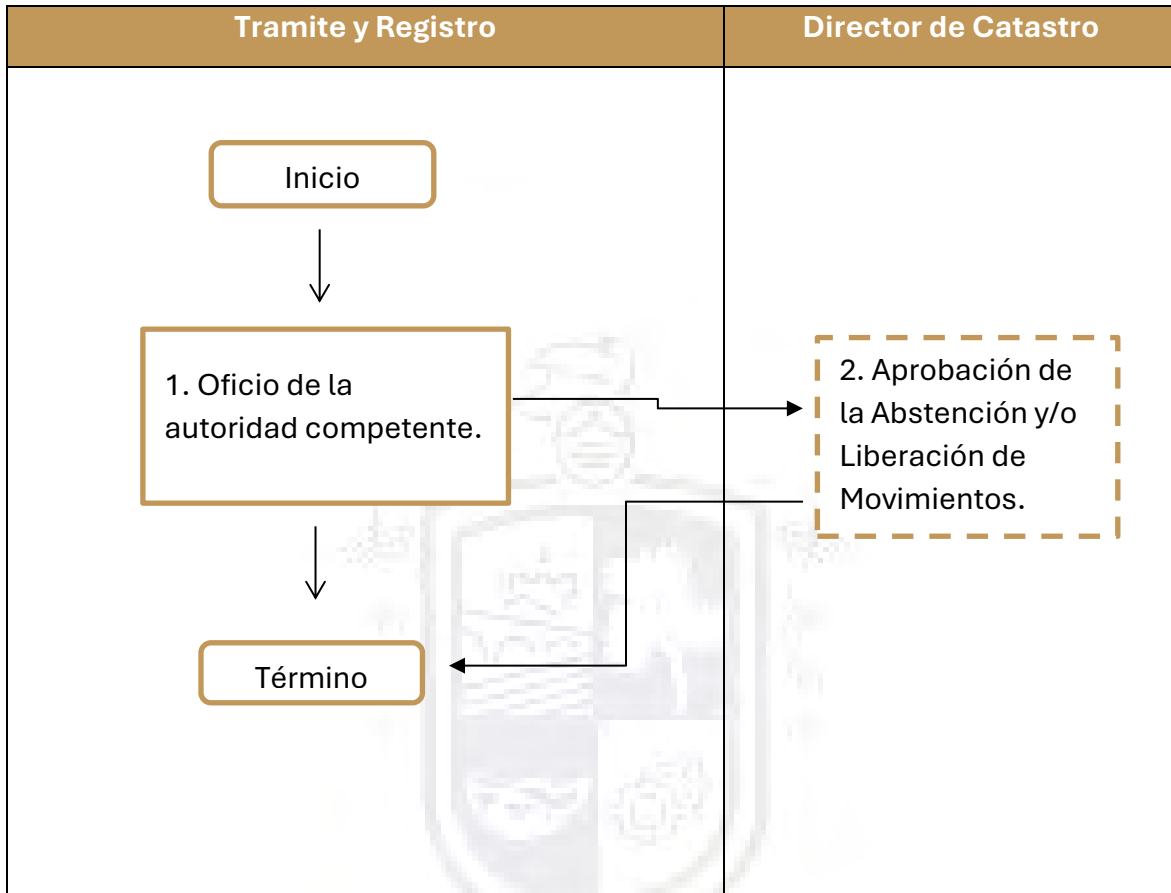 Tramite y Registro
Director de Catastro
Inicio
1. Oficio de la
autoridad competente.
2. Aprobación de
la Abstención y/o
Liberación de
Movimientos.
Término